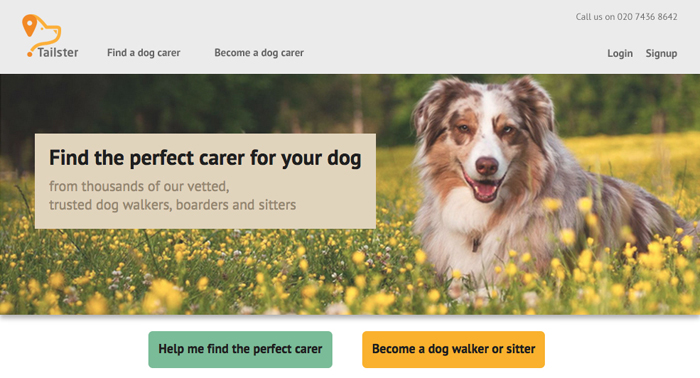 Call us on 020 7436 8642
Tailster
Find a dog carer
Become a dog carer
Login
Signup
Find the perfect carer for your dog
from thousands of our vetted,
trusted dog walkers, boarders and sitters
Help me find the perfect carer
Become a dog walker or sitter